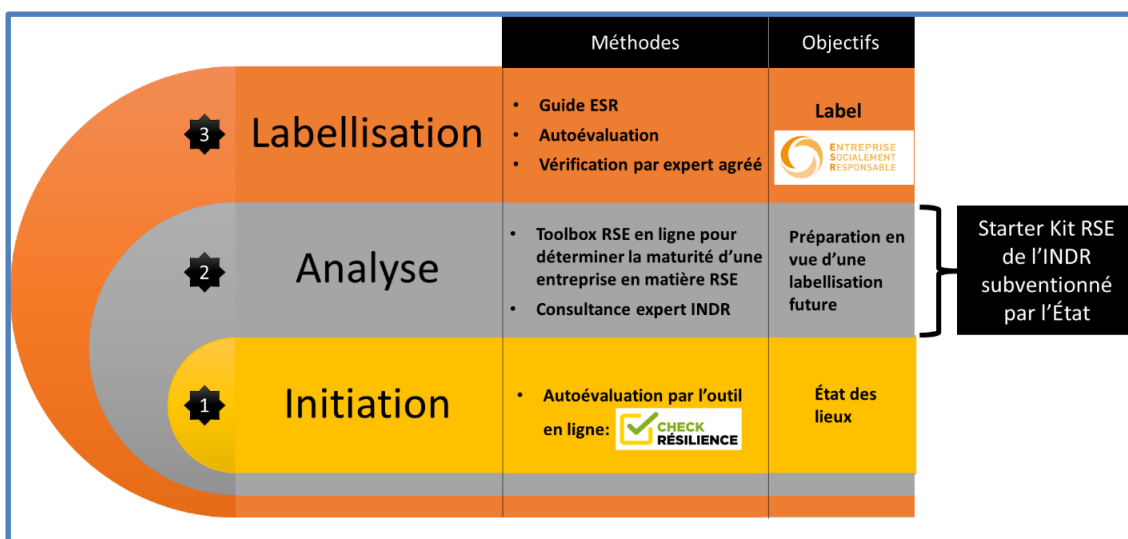 Méthodes
Objectifs
3
Labellisation
• Guide ESR
• Autoévaluation
• Vérification par expert agréé
Label
ENTREPRISE
SOCIALEMENT
RESPONSABLE
2
Analyse
• Toolbox RSE en ligne pour
déterminer la maturité d’une
entreprise en matière RSE
• Consultance expert INDR
Préparation en
vue d’une
labellisation
future
Starter Kit RSE
de l’INDR
subventionné
par l’État
1
Initiation
• Autoévaluation par l’outil
en ligne:
CHECK
RÉSILIENCE
État des
lieux